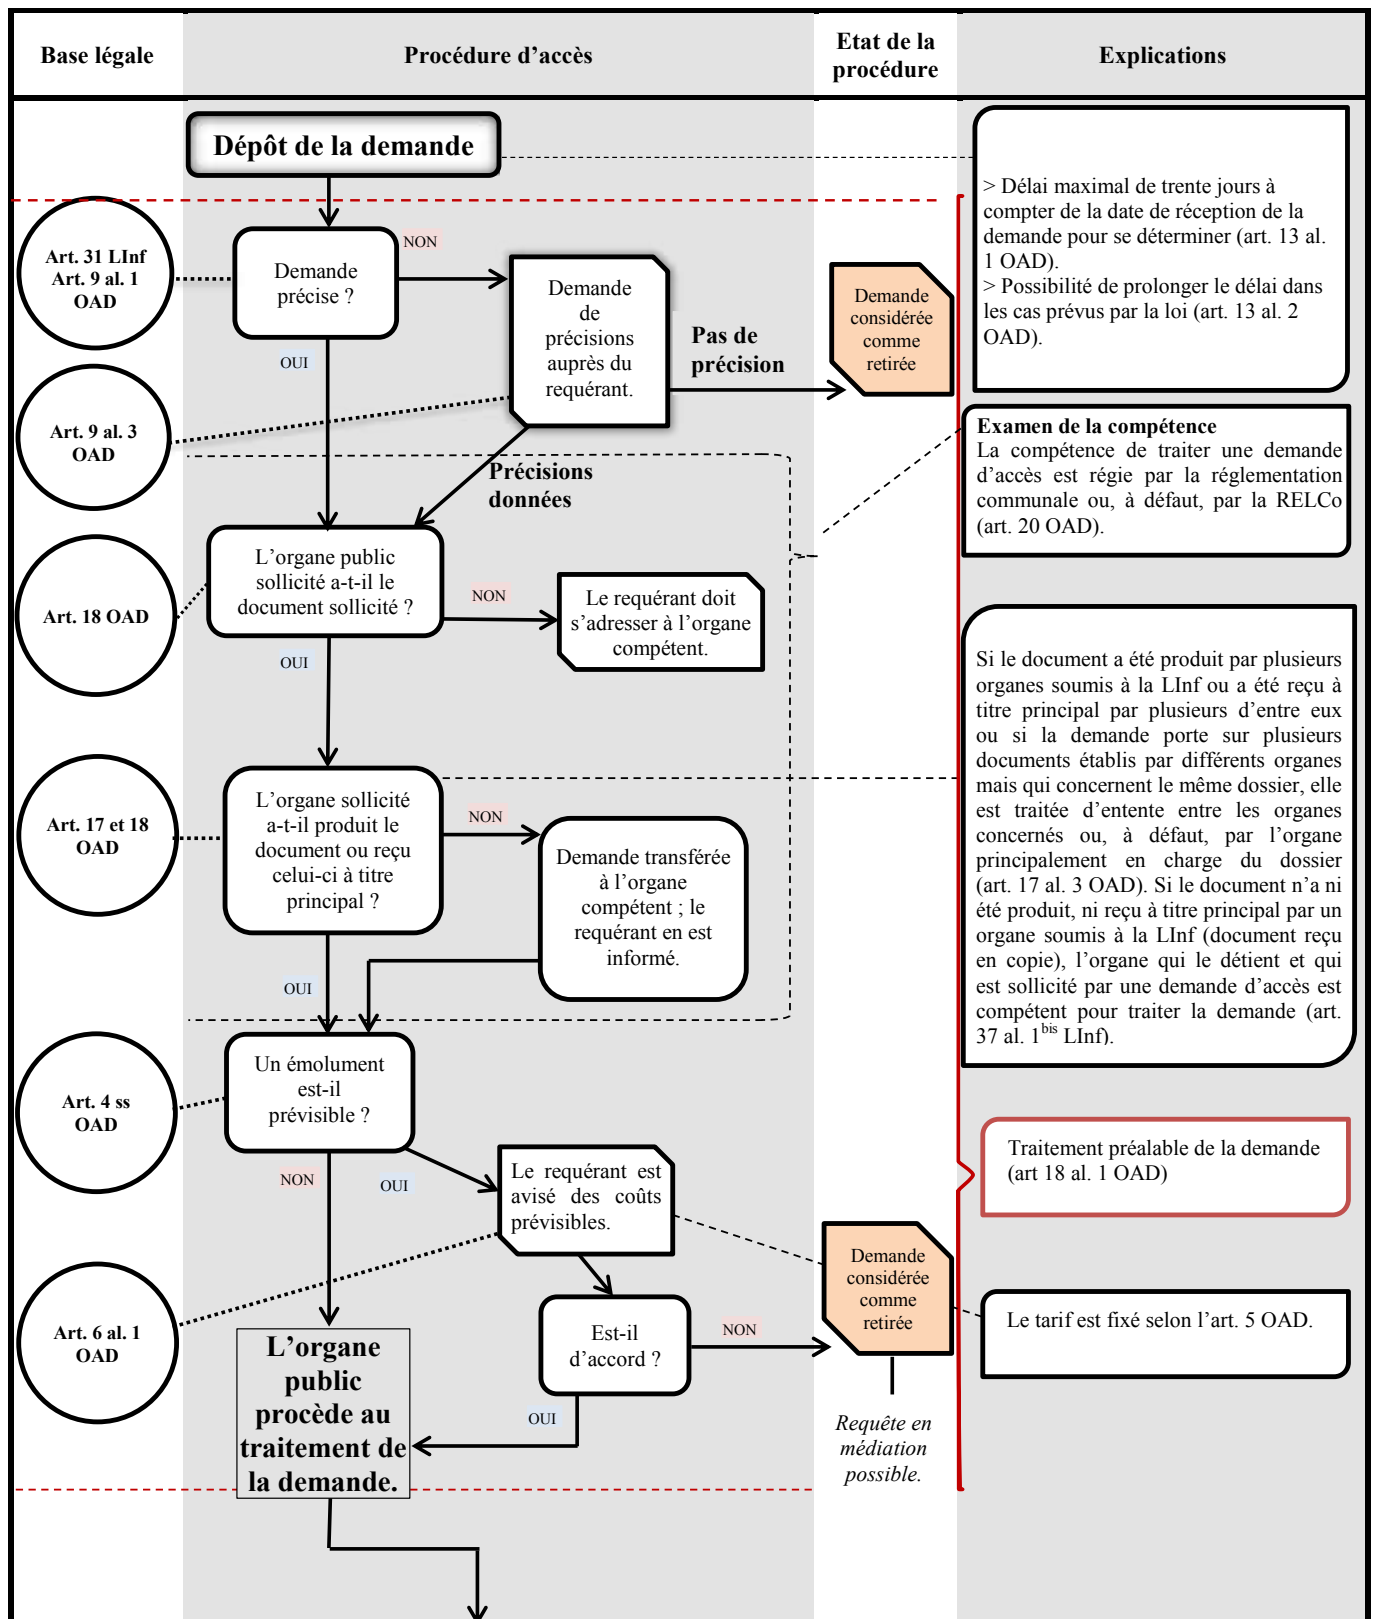 Base légale
Procédure d’accès
Etat de la
procédure
Explications
Dépôt de la demande
> Délai maximal de trente jours à
compter de la date de réception de la
demande pour se déterminer (art. 13 al.
1 OAD).
> Possibilité de prolonger le délai dans
les cas prévus par la loi (art. 13 al. 2
OAD).
Art. 31 LInf
Art. 9 al. 1
OAD
Demande
précise ?
NON
OUI
Demande
de
précisions
auprès du
requérant.
Pas de
précision
Demande
considérée
comme
retirée
Art. 9 al. 3
OAD
Précisions
données
Examen de la compétence
La compétence de traiter une demande
d’accès est régie par la réglementation
communale ou, à défaut, par la RELCo
(art. 20 OAD).
Art. 18 OAD
L’organe public
sollicité a-t-il le
document sollicité ?
NON
OUI
Le requérant doit
s’adresser à l’organe
compétent.
Si le document a été produit par plusieurs
organes soumis à la LInf ou a été reçu à
titre principal par plusieurs d’entre eux
ou si la demande porte sur plusieurs
documents établis par différents organes
mais qui concernent le même dossier, elle
est traitée d’entente entre les organes
concernés ou, à défaut, par l’organe
principalement en charge du dossier
(art. 17 al. 3 OAD). Si le document n’a ni
été produit, ni reçu à titre principal par un
organe soumis à la LInf (document reçu
en copie), l’organe qui le détient et qui
est sollicité par une demande d’accès est
compétent pour traiter la demande (art.
37 al. 1bis LInf).
Art. 17 et 18
OAD
L’organe sollicité
a-t-il produit le
document ou reçu
celui-ci à titre
principal ?
NON
OUI
Demande transférée
à l’organe
compétent ; le
requérant en est
informé.
Art. 4 ss
OAD
Un émolument
est-il
prévisible ?
NON
OUI
Le requérant est
avisé des coûts
prévisibles.
Traitement préalable de la demande
(art 18 al. 1 OAD)
Art. 6 al. 1
OAD
Est-il
d’accord ?
NON
OUI
Demande
considérée
comme
retirée
Le tarif est fixé selon l’art. 5 OAD.
L’organe
public
procède au
traitement de
la demande.
Requête en
médiation
possible.